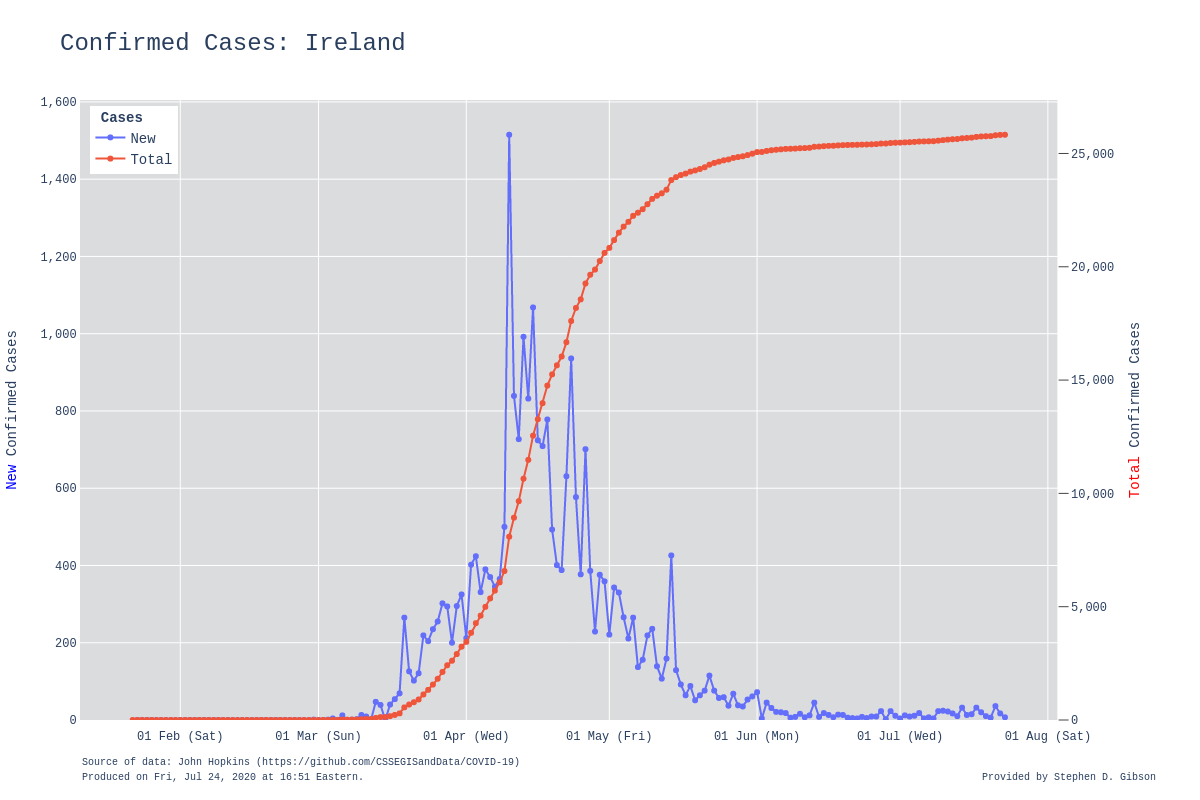 Confirmed Cases: Ireland
Cases
New
Total
1,600
1,400
1,200
1,000
800
600
400
200
0
New Confirmed Cases
25,000
20,000
15,000
10,000
5,000
0
Total Confirmed Cases
01 Feb (Sat) 01 Mar (Sun) 01 Apr (Wed) 01 May (Fri) 01 Jun (Mon) 01 Jul (Wed) 01 Aug (Sat)
Source of data: John Hopkins (https://github.com/CSSEGISandData/COVID-19)
Produced on Fri, Jul 24, 2020 at 16:51 Eastern.
Provided by Stephen D. Gibson